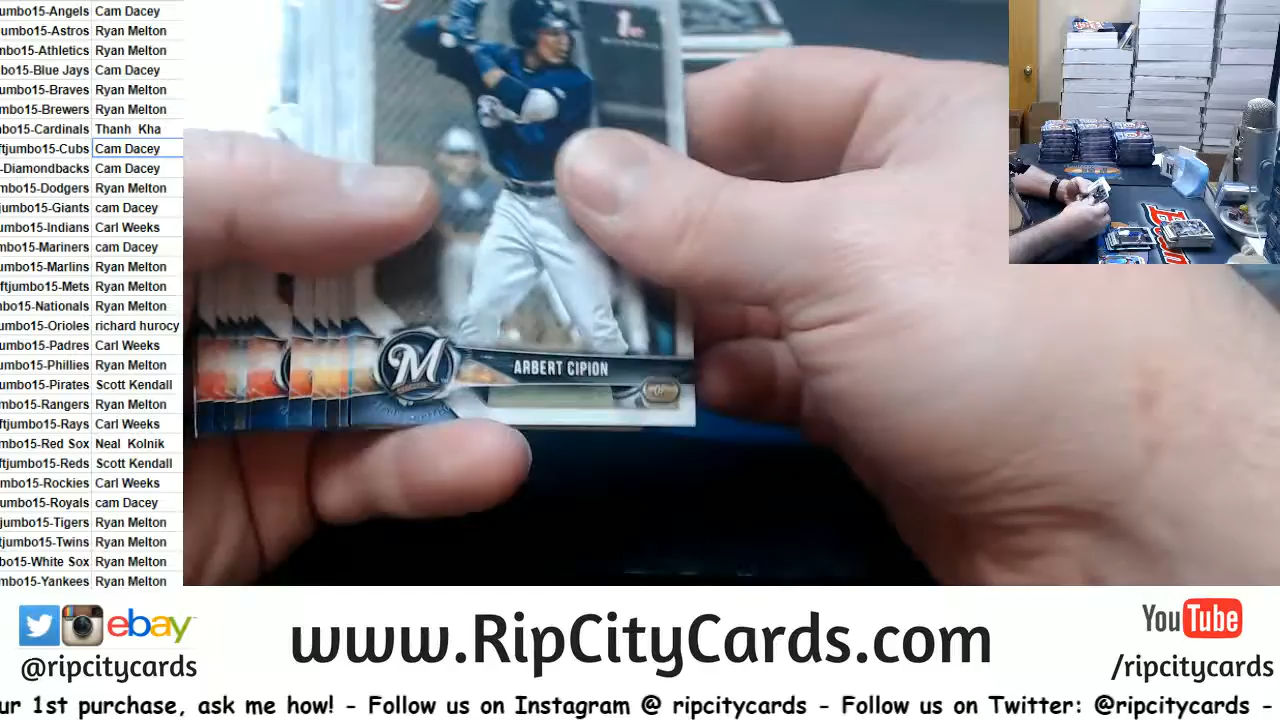 umbo15-Angels Cam Dacey
umbo15-Astros Ryan Melton
mbo15-Athletics Ryan Melton
bo15-Blue Jays Cam Dacey
umbo15-Braves Ryan Melton
mbo15-Brewers Ryan Melton
mbo15-Cardinals Thanh Kha
ftjumbo15-Cubs Cam Dacey
-Diamondbacks Cam Dacey
mbo15-Dodgers Ryan Melton
jumbo15-Giants cam Dacey
umbo15-Indians Carl Weeks
mbo15-Mariners cam Dacey
umbo15-Marlins Ryan Melton
ftjumbo15-Mets Ryan Melton
nbo15-Nationals Ryan Melton
umbo15-Orioles richard hurocy
umbo15-Padres Carl Weeks
umbo15-Phillies Ryan Melton
umbo15-Pirates Scott Kendall
mbo15-Rangers Ryan Melton
ftjumbo15-Rays Carl Weeks
mbo15-Red Sox Neal Kolnik
ftjumbo15-Reds Scott Kendall
mbo15-Rockies Carl Weeks
umbo15-Royals cam Dacey
jumbo15-Tigers Ryan Melton
tjumbo15-Twins Ryan Melton
bo15-White Sox Ryan Melton
mbo15-Yankees Ryan Melton
1st
M
ARBERT CIPION
OF
ebay
@ripcitycards
www.RipCityCards.com
YouTube
/ripcitycards
ur 1st purchase, ask me how! - Follow us on Instagram @ ripcitycards - Follow us on Twitter: @ripcitycards -